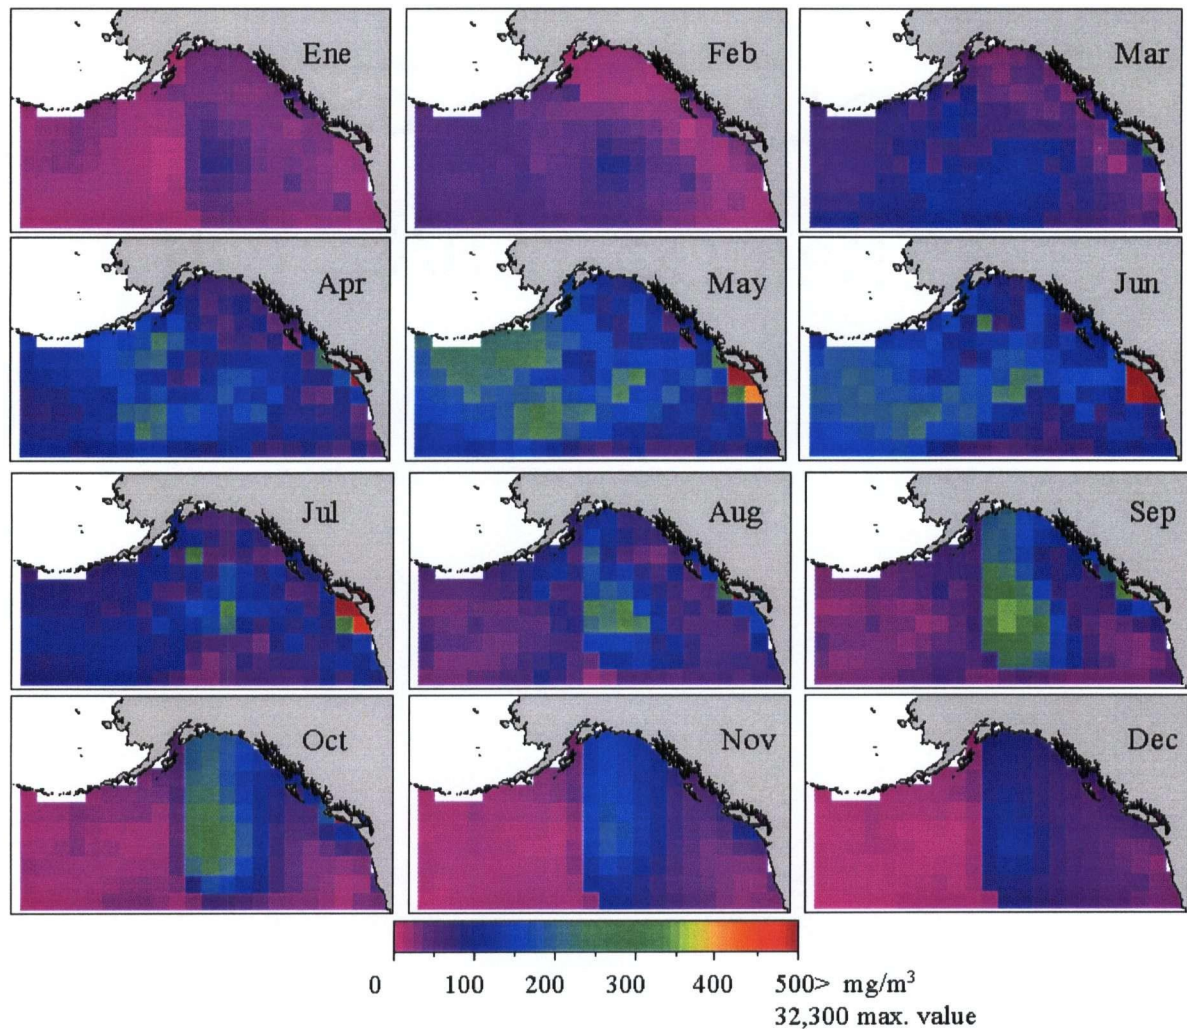 Ene
Feb
Mar
Apr
May
Jun
Jul
Aug
Sep
Oct
Nov
Dec
0 100 200 300 400 500> mg/m³
32,300 max. value